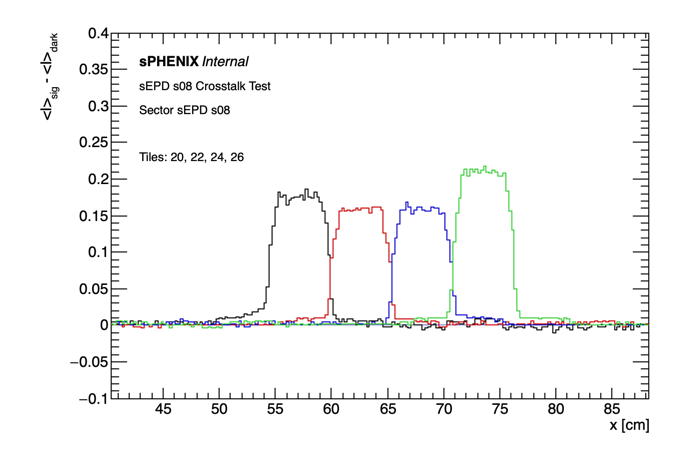 <I>sig - <I>dark
0.4
0.35
0.3
0.25
0.2
0.15
0.1
0.05
0
−0.05
−0.1
sPHENIX Internal
sEPD s08 Crosstalk Test
Sector sEPD s08
Tiles: 20, 22, 24, 26
45 50 55 60 65 70 75 80 85
x [cm]